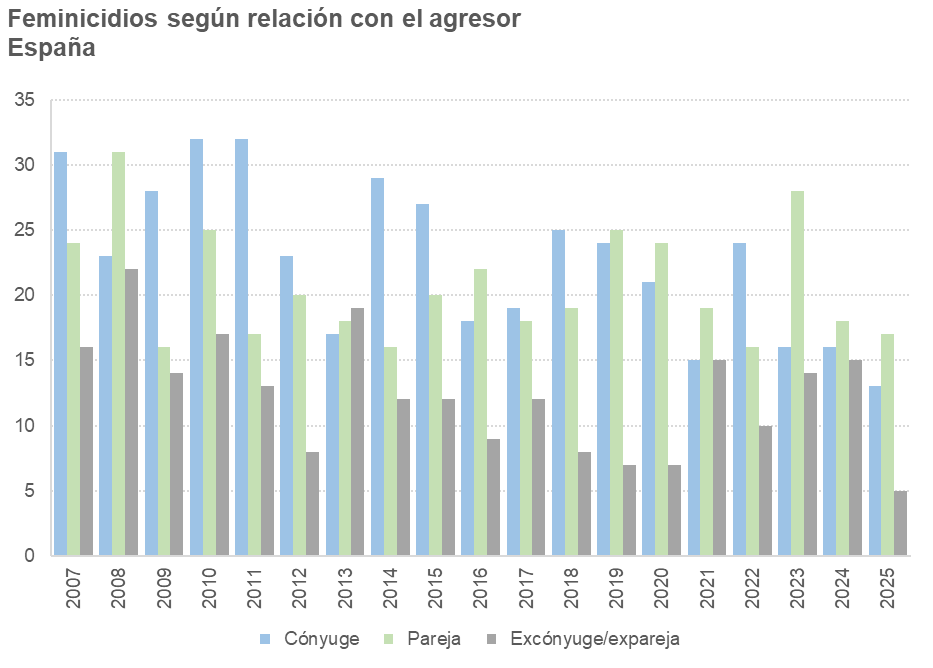 Feminicidios según relación con el agresor
España
35
30
25
20
15
10
5
0
2007 2008 2009 2010 2011 2012 2013 2014 2015 2016 2017 2018 2019 2020 2021 2022 2023 2024 2025
Cónyuge Pareja Excónyuge/expareja